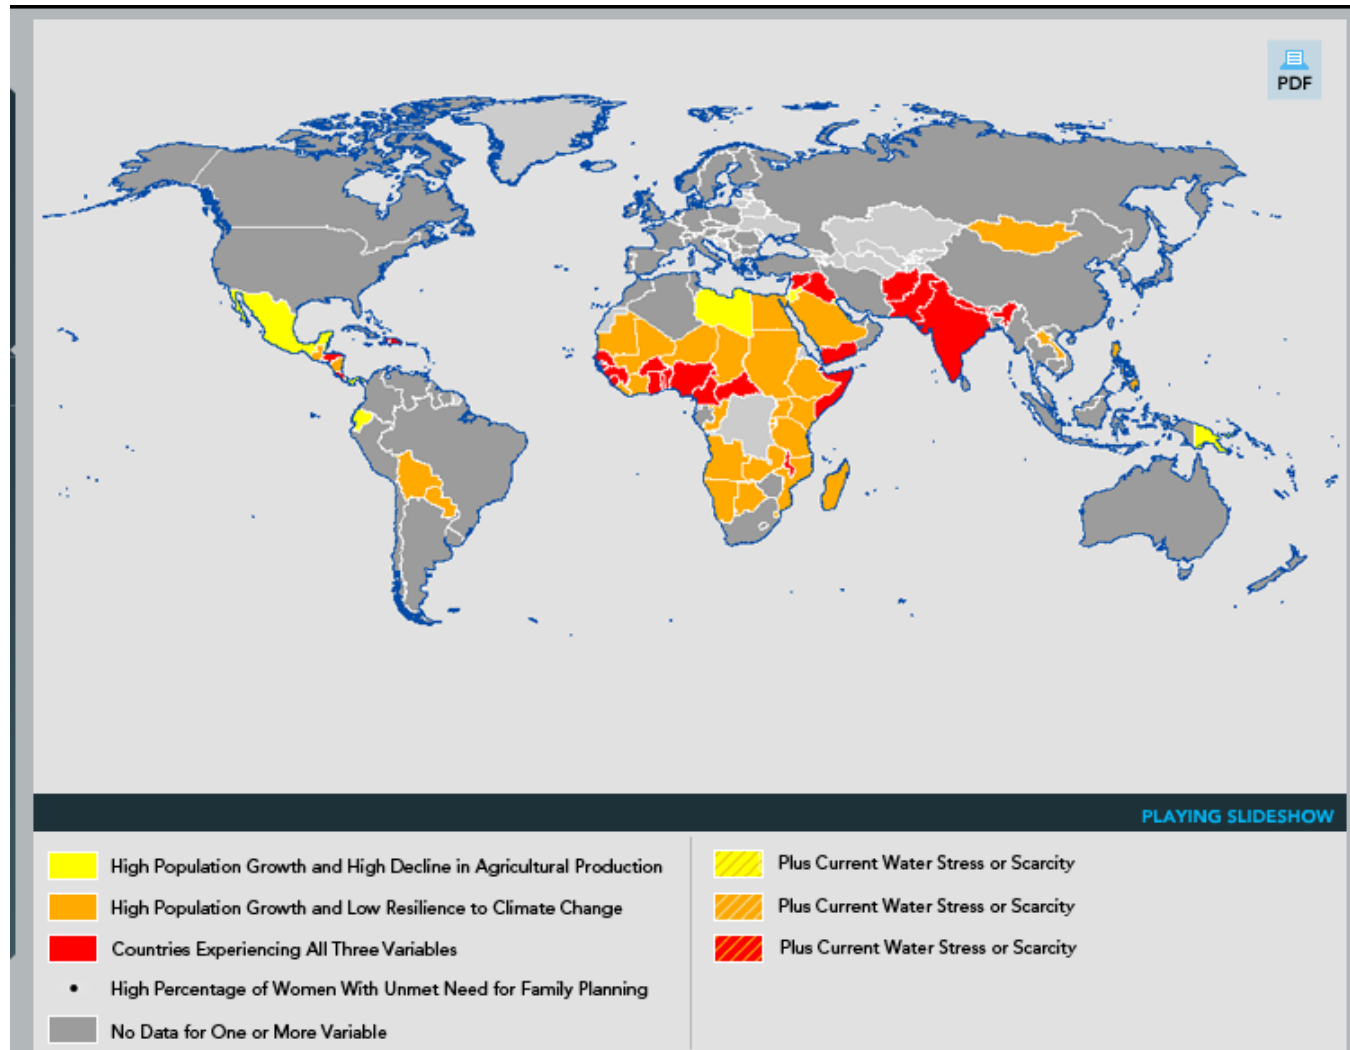 PDF
PLAYING SLIDESHOW
High Population Growth and High Decline in Agricultural Production
High Population Growth and Low Resilience to Climate Change
Countries Experiencing All Three Variables
High Percentage of Women With Unmet Need for Family Planning
No Data for One or More Variable
Plus Current Water Stress or Scarcity
Plus Current Water Stress or Scarcity
Plus Current Water Stress or Scarcity